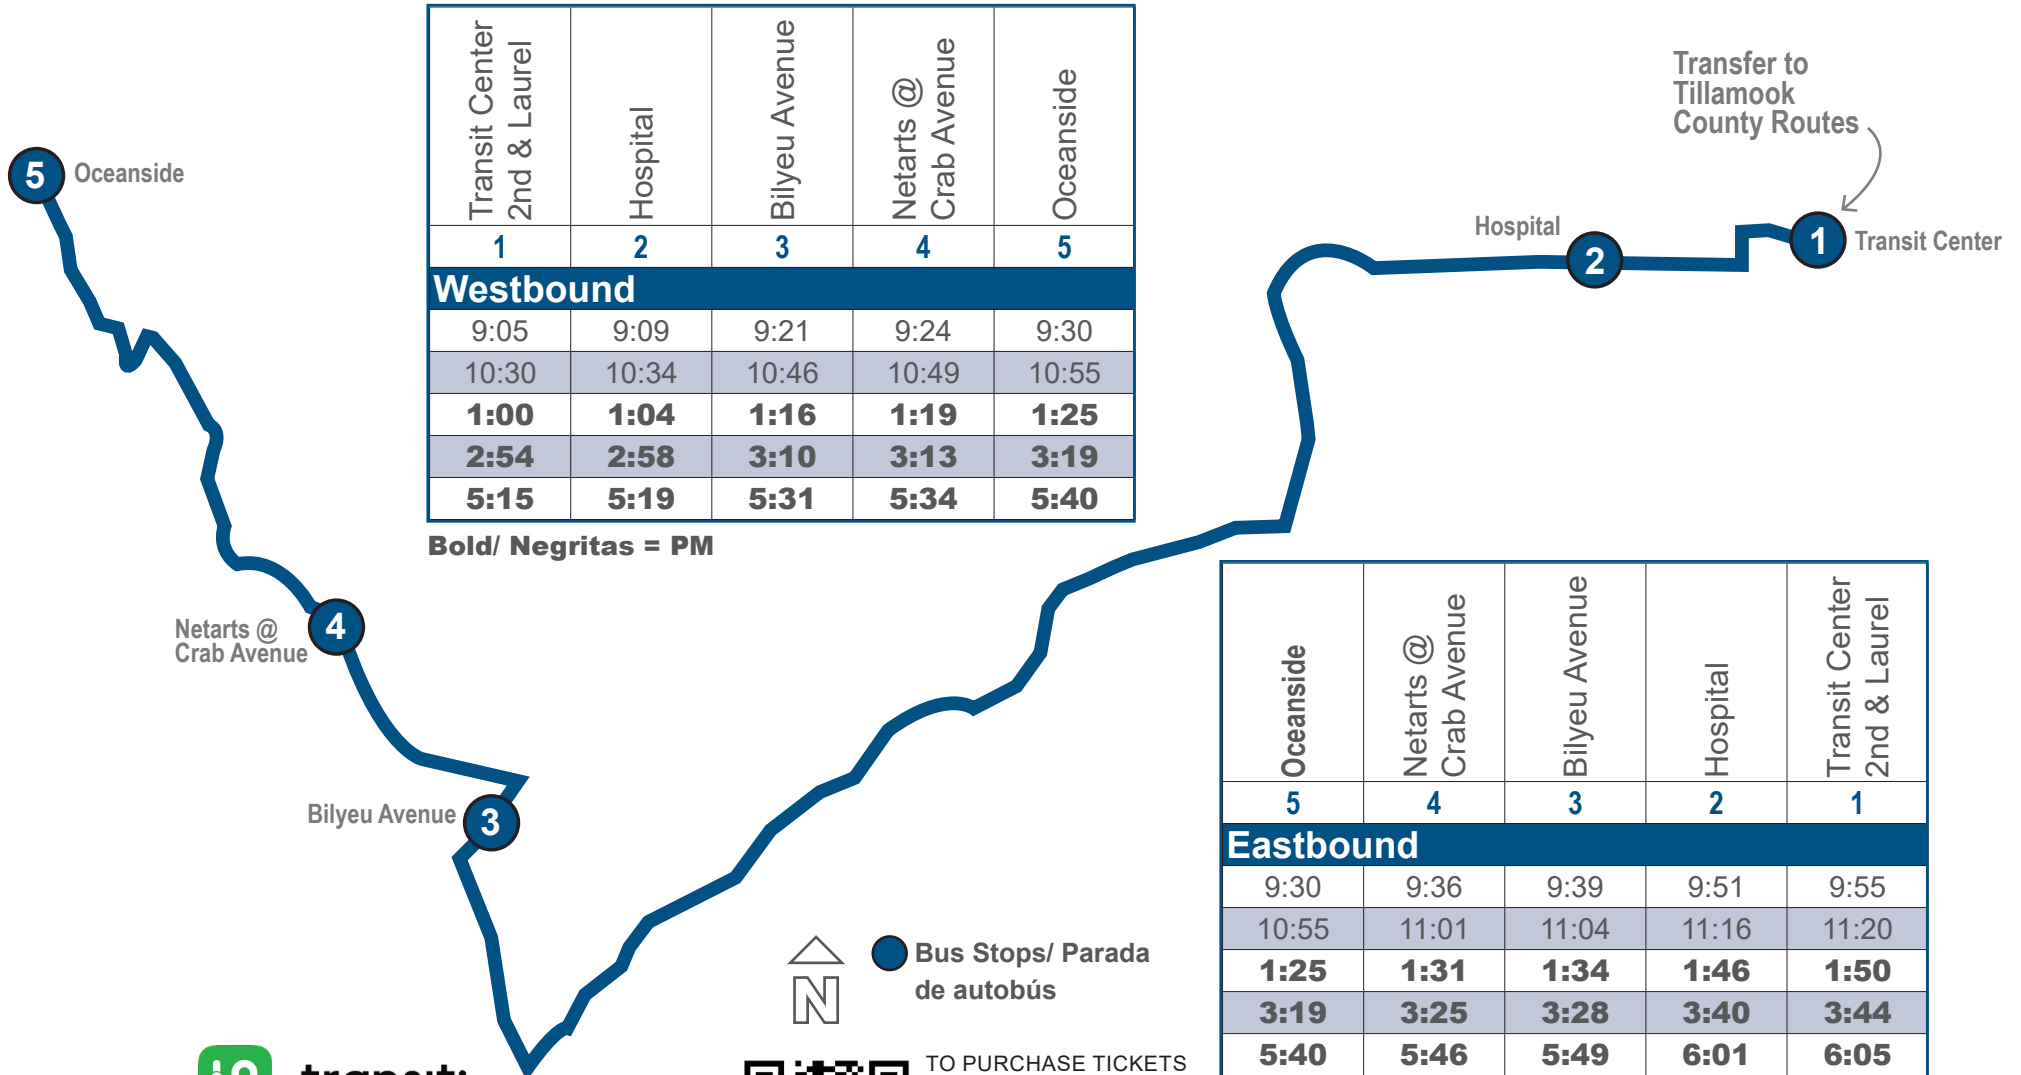 Transit Center
2nd & Laurel
Hospital
Bilyeu Avenue
Netarts @
Crab Avenue
Oceanside
1 2 3 4 5
Westbound
9:05 9:09 9:21 9:24 9:30
10:30 10:34 10:46 10:49 10:55
1:00 1:04 1:16 1:19 1:25
2:54 2:58 3:10 3:13 3:19
5:15 5:19 5:31 5:34 5:40
Bold/ Negritas = PM
Transfer to
Tillamook
County Routes
5 Oceanside
Hospital
2
1 Transit Center
Netarts @
Crab Avenue
4
Bilyeu Avenue
3
Oceanside
Netarts @
Crab Avenue
Bilyeu Avenue
Hospital
Transit Center
2nd & Laurel
5 4 3 2 1
Eastbound
9:30 9:36 9:39 9:51 9:55
10:55 11:01 11:04 11:16 11:20
1:25 1:31 1:34 1:46 1:50
3:19 3:25 3:28 3:40 3:44
5:40 5:46 5:49 6:01 6:05
N
Bus Stops/ Parada
de autobús
TO PURCHASE TICKETS